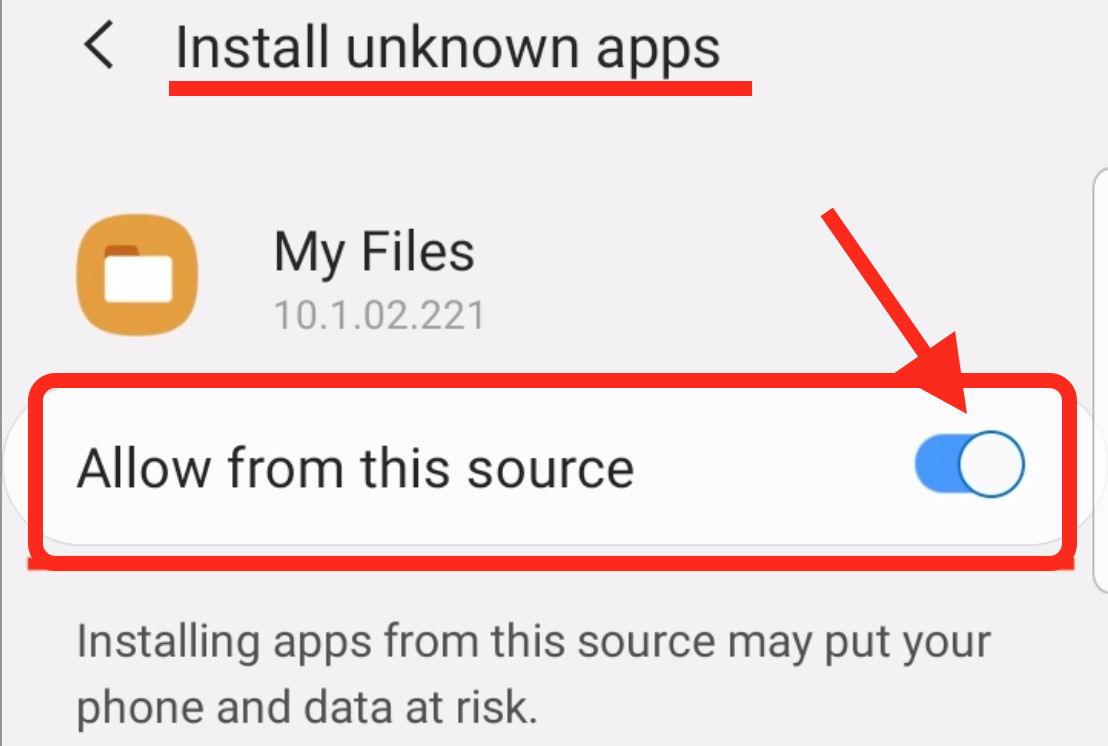 Install unknown apps
My Files
10.1.02.221
Allow from this source
Installing apps from this source may put your
phone and data at risk.